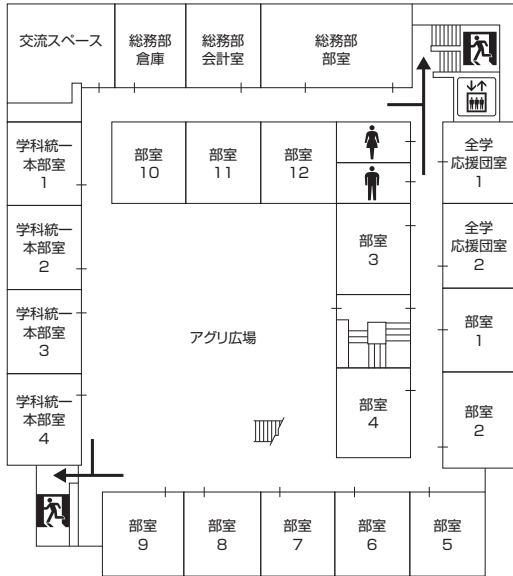 交流スペース
総務部
倉庫
総務部
会計室
総務部
部室
学科統一
本部室
1
部室
10
部室
11
部室
12
全学
応援団室
1
学科統一
本部室
2
部室
3
全学
応援団室
2
学科統一
本部室
3
アグリ広場
部室
1
学科統一
本部室
4
部室
4
部室
2
部室
9
部室
8
部室
7
部室
6
部室
5